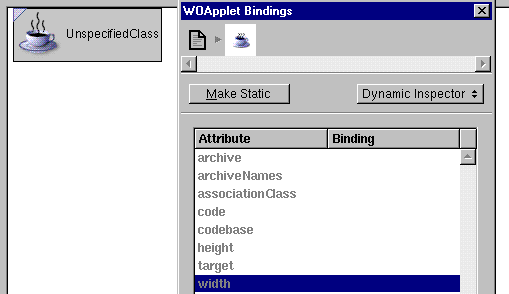 UnspecifiedClass
WOApplet Bindings
Make Static
Dynamic Inspector
Attribute Binding
archive
archiveNames
associationClass
code
codebase
height
target
width